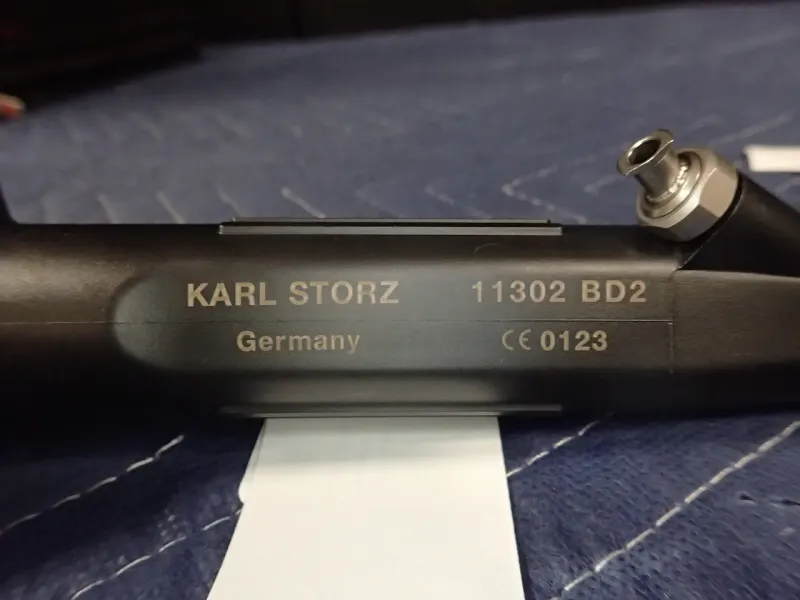 KARL STORZ 11302 BD2
Germany CE 0123